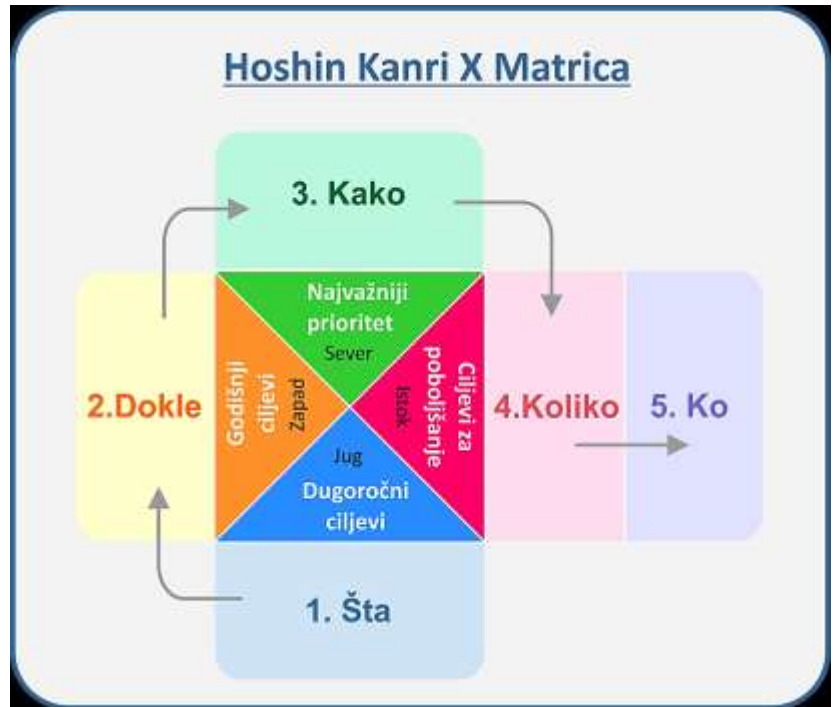 Hoshin Kanri X Matrica
3. Kako
Najvažniji
prioritet
Sever
2.Dokle
Godišnji
ciljevi
Zapad
Ciljevi za
poboljšanje
Istok
4.Koliko
5. Ko
Jug
Dugoročni
ciljevi
1. Šta